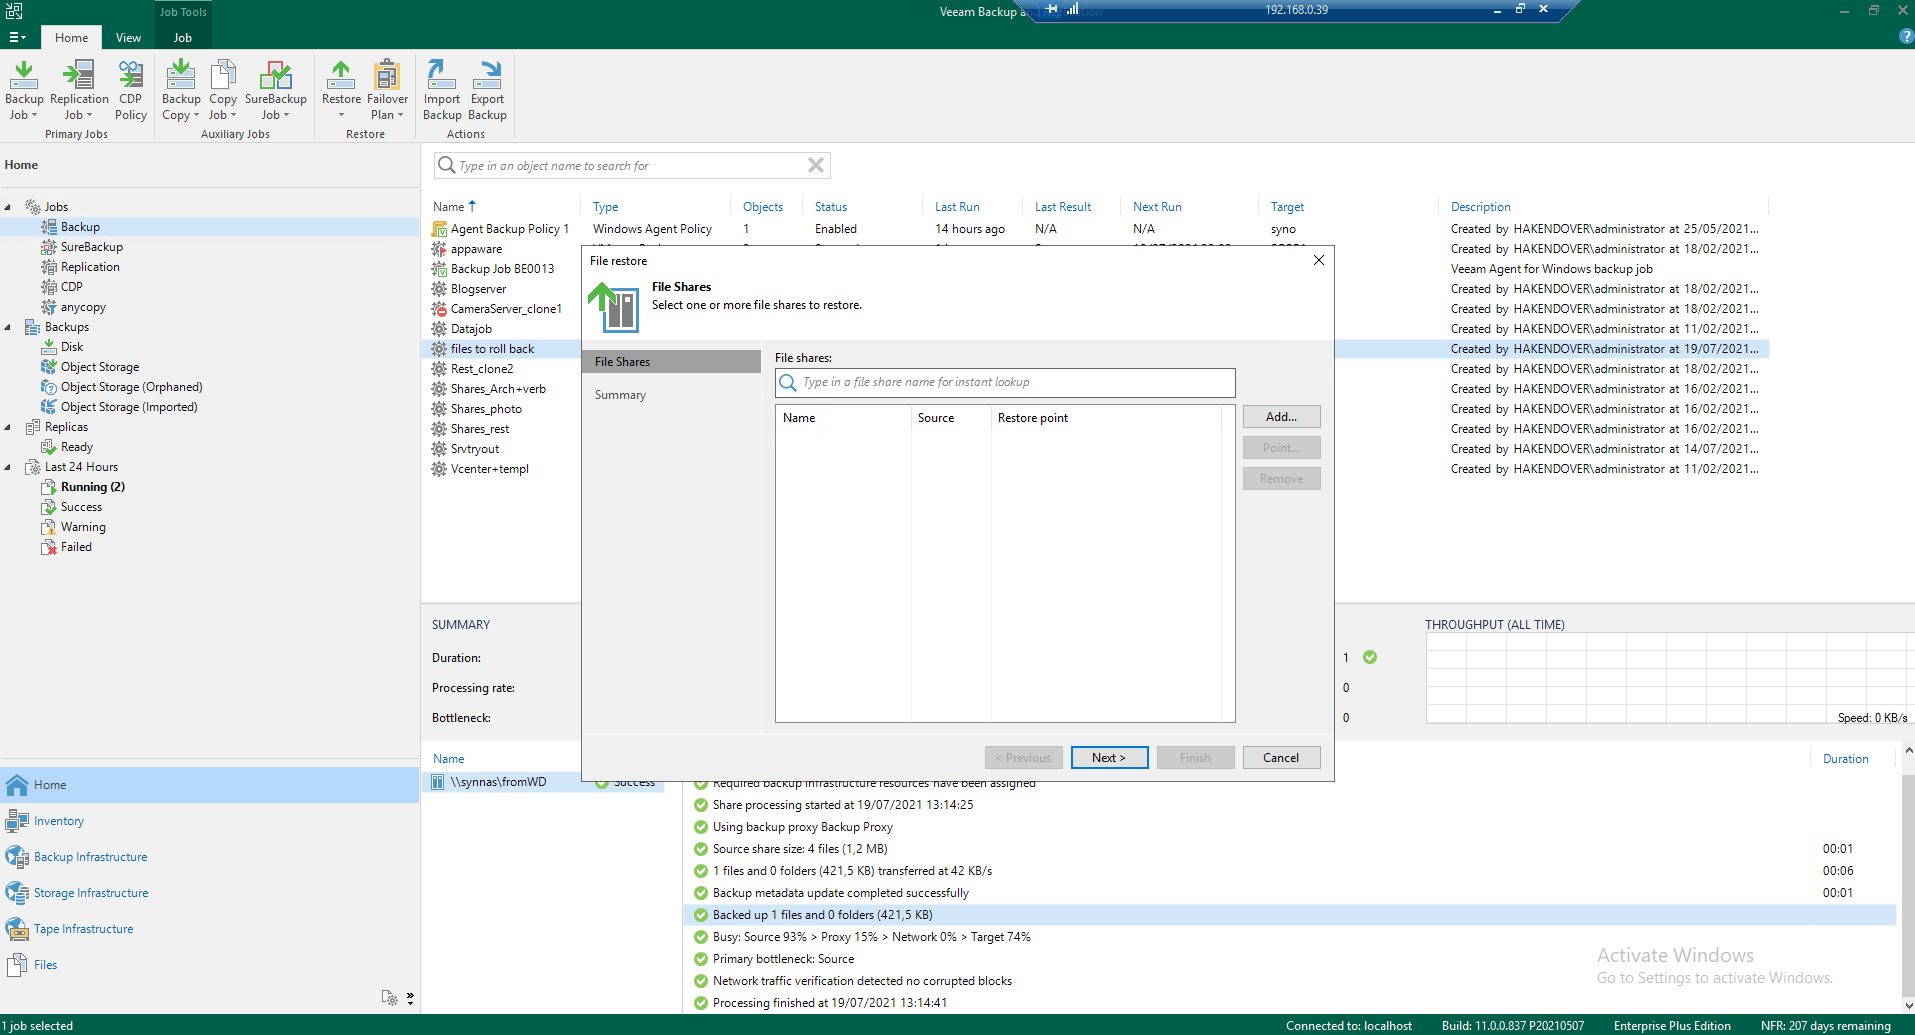 Job Tools
Veeam Backup and
192.168.0.39
Home
View
Job
Backup Job
Replication Job
CDP Policy
Primary Jobs
Backup Copy
Copy Job
SureBackup Job
Auxiliary Jobs
Restore
Failover Plan
Restore
Import Backup
Export Backup
Actions
Home
Type in an object name to search for
Jobs
Backup
SureBackup
Replication
CDP
anycopy
Backups
Disk
Object Storage
Object Storage (Orphaned)
Object Storage (Imported)
Replicas
Ready
Last 24 Hours
Running (2)
Success
Warning
Failed
Name Type Objects Status Last Run Last Result Next Run Target Description
Agent Backup Policy 1 Windows Agent Policy 1 Enabled 14 hours ago N/A N/A syno Created by HAKENDOVER\administrator at 25/05/2021...
appaware Created by HAKENDOVER\administrator at 18/02/2021...
Backup Job BE0013 Veeam Agent for Windows backup job
Blogserver Created by HAKENDOVER\administrator at 18/02/2021...
CameraServer_clone1 Created by HAKENDOVER\administrator at 18/02/2021...
Datajob Created by HAKENDOVER\administrator at 11/02/2021...
files to roll back Created by HAKENDOVER\administrator at 19/07/2021...
Rest_clone2 Created by HAKENDOVER\administrator at 18/02/2021...
Shares_Arch+verb Created by HAKENDOVER\administrator at 16/02/2021...
Shares_photo Created by HAKENDOVER\administrator at 16/02/2021...
Shares_rest Created by HAKENDOVER\administrator at 16/02/2021...
Srvtryout Created by HAKENDOVER\administrator at 14/07/2021...
Vcenter+templ Created by HAKENDOVER\administrator at 11/02/2021...
File restore
File Shares
Select one or more file shares to restore.
File Shares
Summary
File shares:
Type in a file share name for instant lookup
Name Source Restore point
Add...
Point...
Remove
< Previous
Next >
Finish
Cancel
SUMMARY
Duration:
Processing rate:
Bottleneck:
1
0
0
THROUGHPUT (ALL TIME)
Speed: 0 KB/s
Name
Duration
\\synnas\fromWD Success
Required backup infrastructure resources have been assigned
Share processing started at 19/07/2021 13:14:25
Using backup proxy Backup Proxy
Source share size: 4 files (1,2 MB) 00:01
1 files and 0 folders (421,5 KB) transferred at 42 KB/s 00:06
Backup metadata update completed successfully 00:01
Backed up 1 files and 0 folders (421,5 KB)
Busy: Source 93% > Proxy 15% > Network 0% > Target 74%
Primary bottleneck: Source
Network traffic verification detected no corrupted blocks
Processing finished at 19/07/2021 13:14:41
Home
Inventory
Backup Infrastructure
Storage Infrastructure
Tape Infrastructure
Files
Activate Windows
Go to Settings to activate Windows.
1 job selected
Connected to: localhost
Build: 11.0.0.837 P20210507
Enterprise Plus Edition
NFR: 207 days remaining